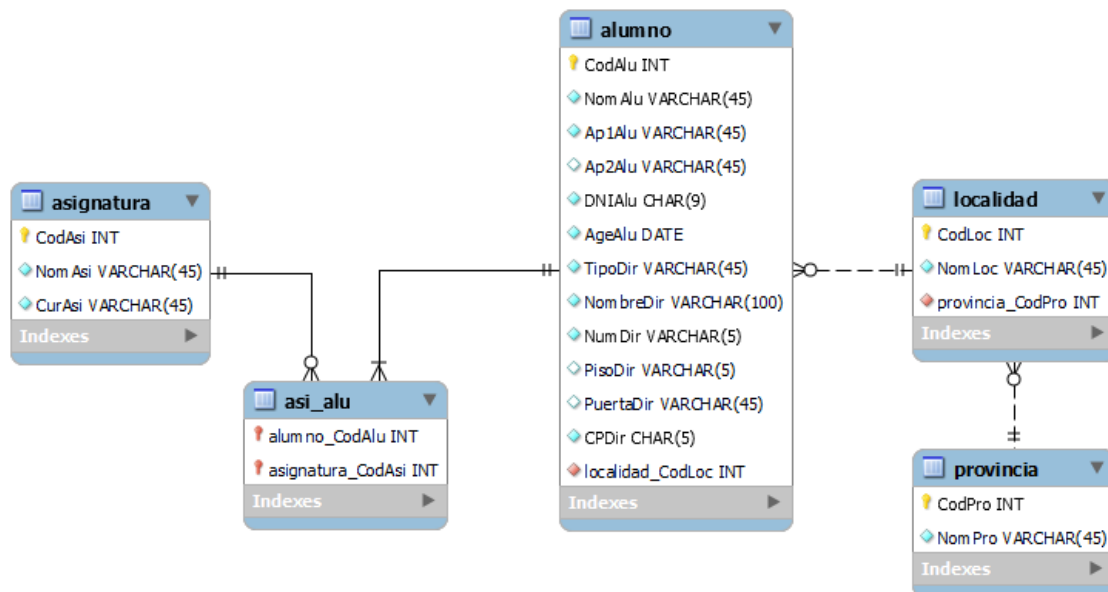 asignatura
CodAsi INT
NomAsi VARCHAR(45)
CurAsi VARCHAR(45)
Indexes
asi_alu
alumno_CodAlu INT
asignatura_CodAsi INT
Indexes
alumno
CodAlu INT
NomAlu VARCHAR(45)
Ap1Alu VARCHAR(45)
Ap2Alu VARCHAR(45)
DNIAlu CHAR(9)
AgeAlu DATE
TipoDir VARCHAR(45)
NombreDir VARCHAR(100)
NumDir VARCHAR(5)
PisoDir VARCHAR(5)
PuertaDir VARCHAR(45)
CPDir CHAR(5)
localidad_CodLoc INT
Indexes
localidad
CodLoc INT
NomLoc VARCHAR(45)
provincia_CodPro INT
Indexes
provincia
CodPro INT
NomPro VARCHAR(45)
Indexes